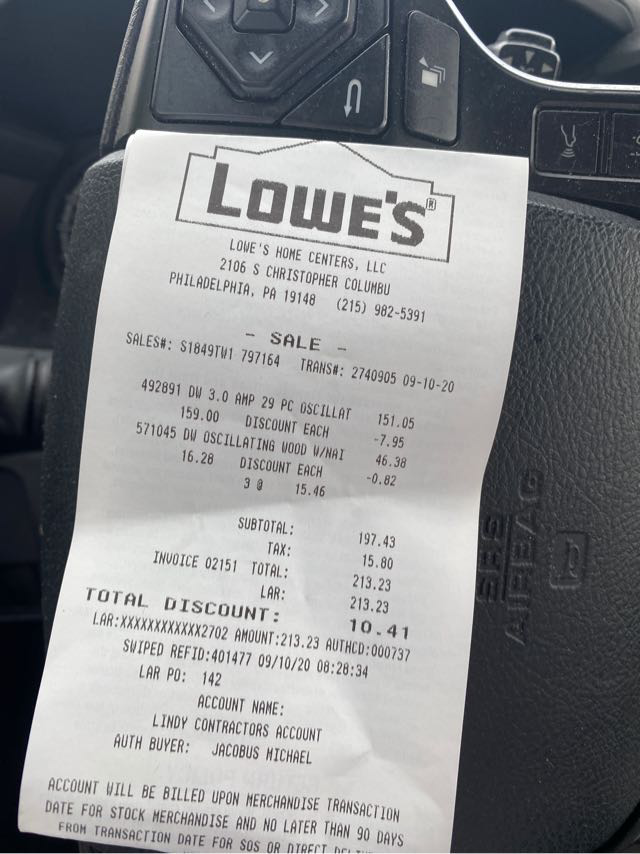 LOWE'S®
LOWE'S HOME CENTERS, LLC
2106 S CHRISTOPHER COLUMBU
PHILADELPHIA, PA 19148 (215) 982-5391
- SALE -
SALES#: S1849TW1 797164 TRANS#: 2740905 09-10-20
492891 DW 3.0 AMP 29 PC OSCILLAT 151.05
159.00 DISCOUNT EACH -7.95
571045 DW OSCILLATING WOOD W/NAI 46.38
16.28 DISCOUNT EACH -0.82
3 @ 15.46
SUBTOTAL: 197.43
TAX: 15.80
INVOICE 02151 TOTAL: 213.23
LAR: 213.23
TOTAL DISCOUNT: 10.41
LAR:XXXXXXXXXXXX2702 AMOUNT:213.23 AUTHCD:000737
SWIPED REFID:401477 09/10/20 08:28:34
LAR PO: 142
ACCOUNT NAME:
LINDY CONTRACTORS ACCOUNT
AUTH BUYER: JACOBUS MICHAEL
ACCOUNT WILL BE BILLED UPON MERCHANDISE TRANSACTION
DATE FOR STOCK MERCHANDISE AND NO LATER THAN 90 DAYS
FROM TRANSACTION DATE FOR SOS OR DIRECT
SRS
AIRBAG